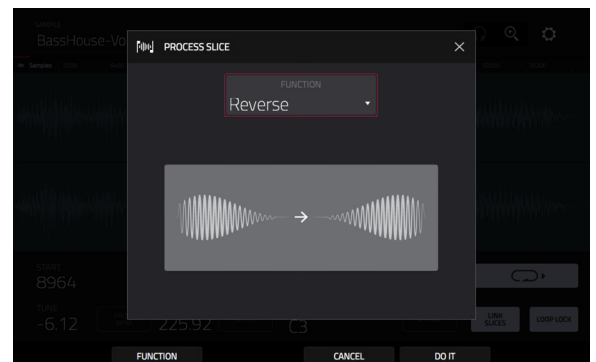 SAMPLE
BassHouse-Vo
PROCESS SLICE
Samples
FUNCTION
Reverse
START
8964
TUNE
-6.12
225.92
C3
LINK
SLICES
LOOP LOCK
FUNCTION
CANCEL
DO IT